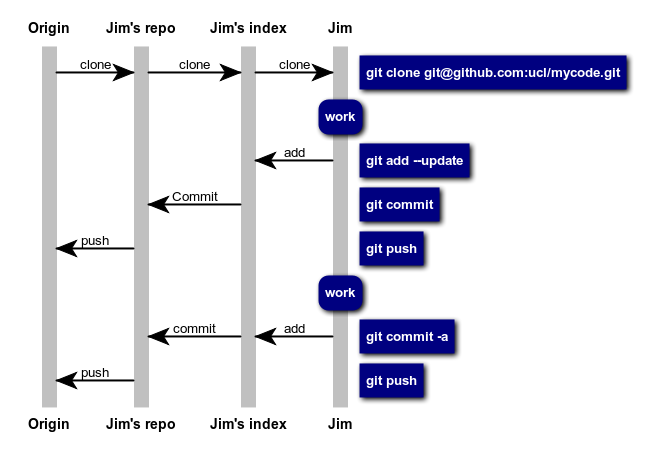 Origin Jim's repo Jim's index Jim
clone clone clone git clone git@github.com:ucl/mycode.git
work
add git add --update
Commit git commit
push git push
work
commit add git commit -a
push git push
Origin Jim's repo Jim's index Jim